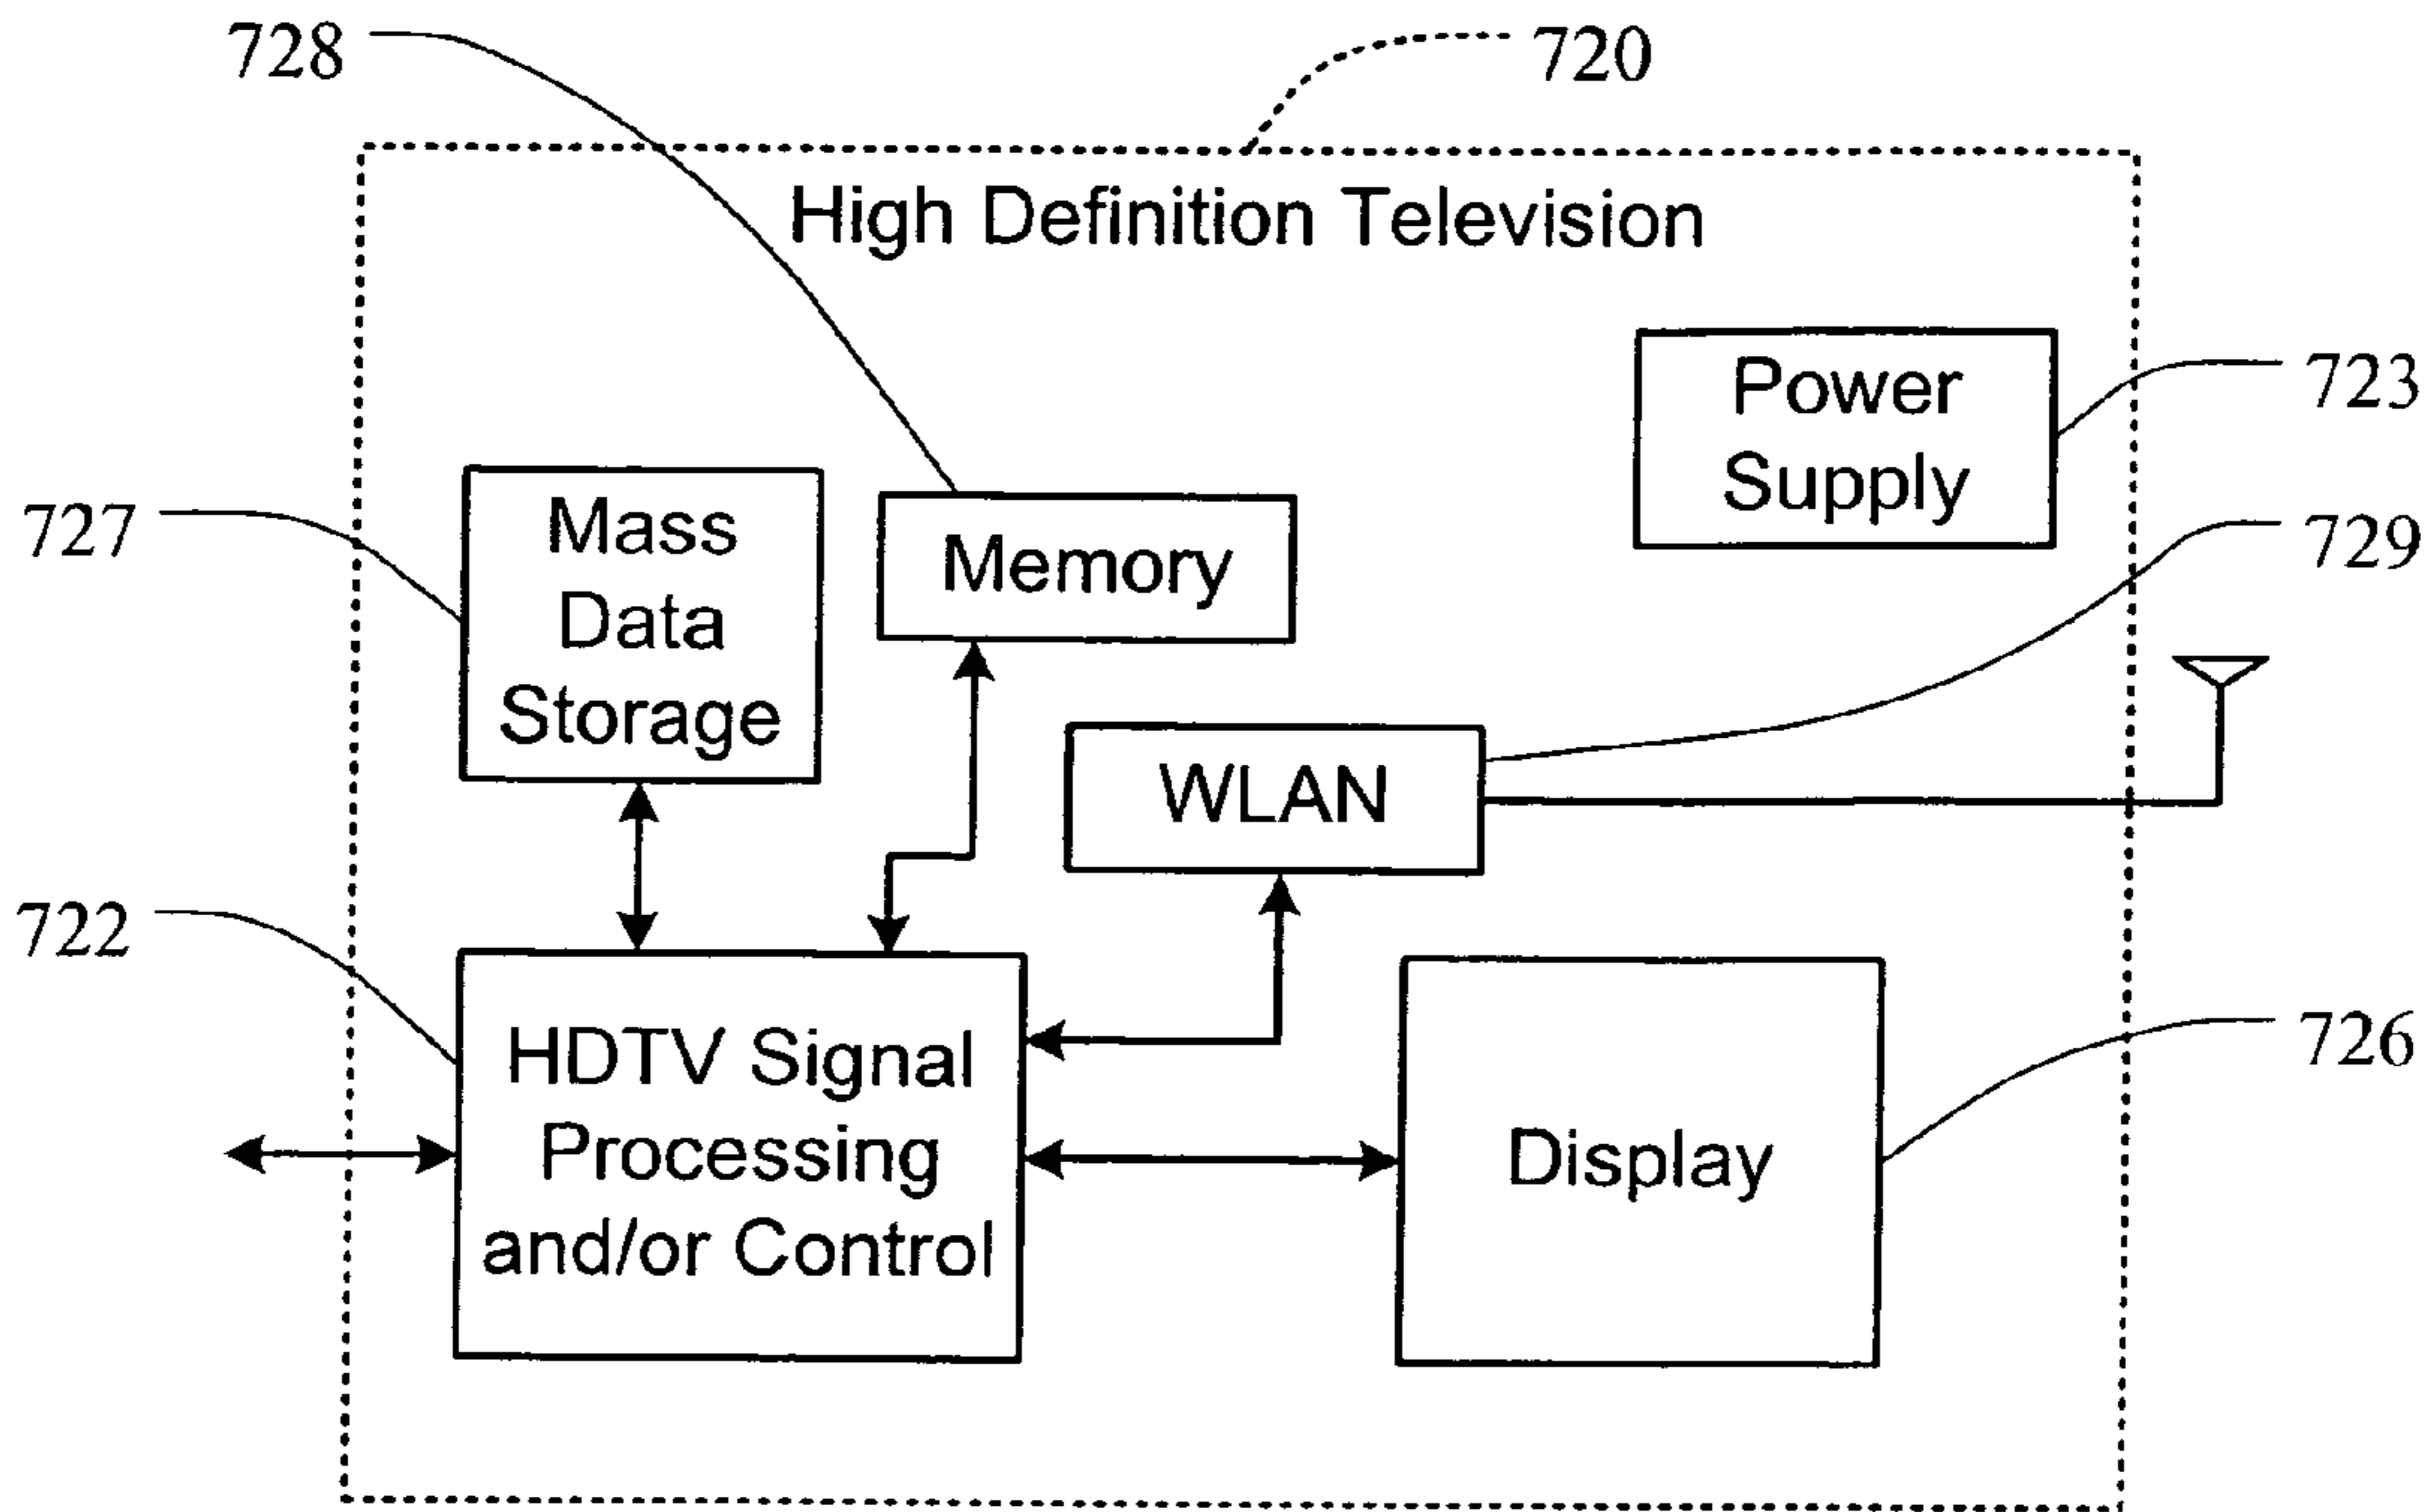 728
720
High Definition Television
Power
Supply
723
727
Mass
Data
Storage
Memory
729
WLAN
722
HDTV Signal
Processing
and/or Control
Display
726